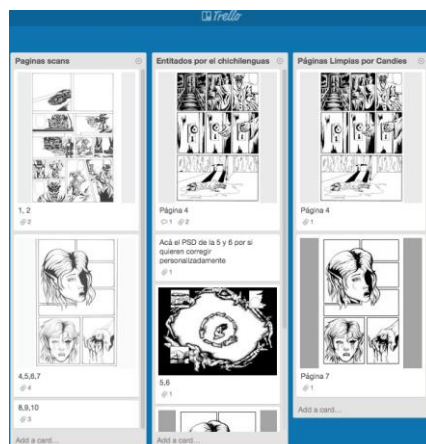 Trello
Paginas scans
1, 2
2
4,5,6,7
4
8,9,10
3
Add a card...
Entitados por el chichilenguas
Página 4
1 2
Acá el PSD de la 5 y 6 por si
quieren corregir
personalizadamente
1
5,6
1
Add a card...
Páginas Limpias por Candies
Página 4
1
Página 7
1
Add a card...